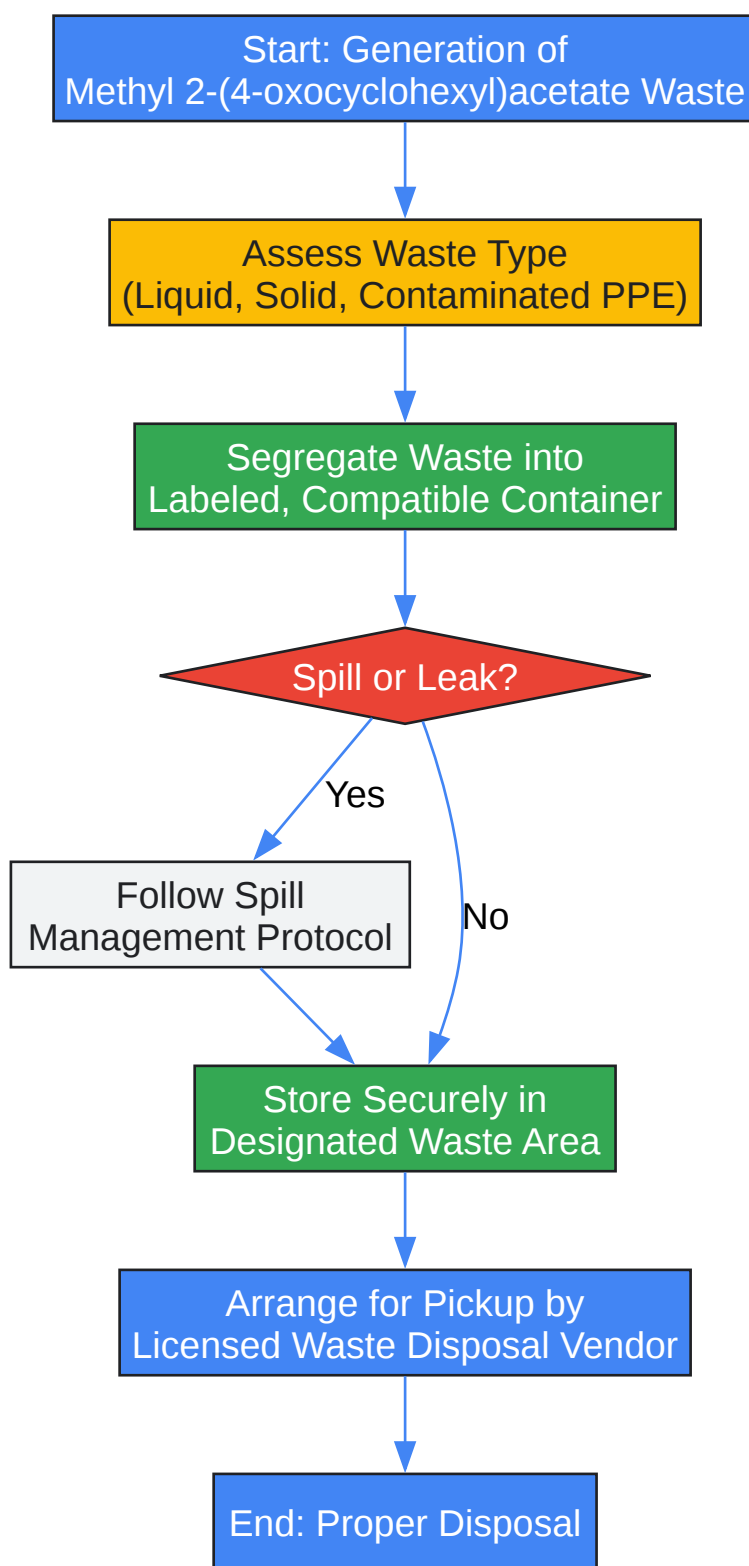 Start: Generation of
Methyl 2-(4-oxocyclohexyl)acetate Waste
Assess Waste Type
(Liquid, Solid, Contaminated PPE)
Segregate Waste into
Labeled, Compatible Container
Spill or Leak?
Yes
Follow Spill
Management Protocol
No
Store Securely in
Designated Waste Area
Arrange for Pickup by
Licensed Waste Disposal Vendor
End: Proper Disposal